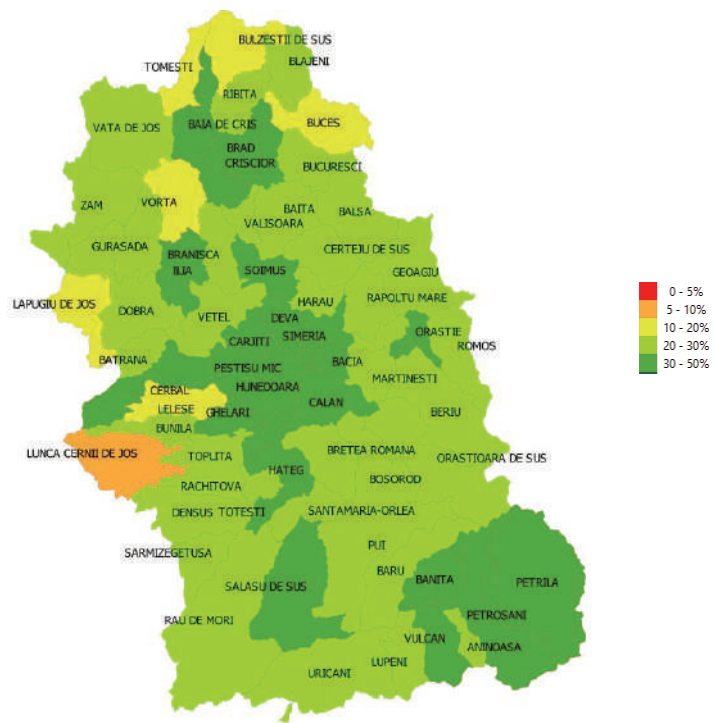 BULZESTII DE SUS
BLAJENI
TOMESTI
RIBITA
VATA DE JOS
BAIA DE CRIS
BUCES
BRAD
CRISCIOR
BUCURESCI
ZAM
VORTA
BAITA
BALSA
VALISOARA
GURASADA
CERTEJU DE SUS
BRANISCA
ILIA
SOIMUS
GEOAGIU
LAPUGIU DE JOS
HARAU
RAPOLTU MARE
DOBRA
VETEL
DEVA
ORASTIE
CARJITI
SIMERIA
ROMOS
BATRANA
BACIA
PESTISU MIC
MARTINESTI
HUNEDOARA
CERBAL
CALAN
LELESE
GHELARI
BERIU
BUNILA
LUNCA CERNII DE JOS
TOPLITA
BRETEA ROMANA
ORASTIOARA DE SUS
HATEG
RACHITOVA
BOSOROD
DENSUS
TOTESTI
SANTAMARIA-ORLEA
SARMIZEGETUSA
PUI
BARU
SALASU DE SUS
BANITA
PETRILA
RAU DE MORI
PETROSANI
VULCAN
ANINOASA
LUPENI
URICANI
0 - 5%
5 - 10%
10 - 20%
20 - 30%
30 - 50%